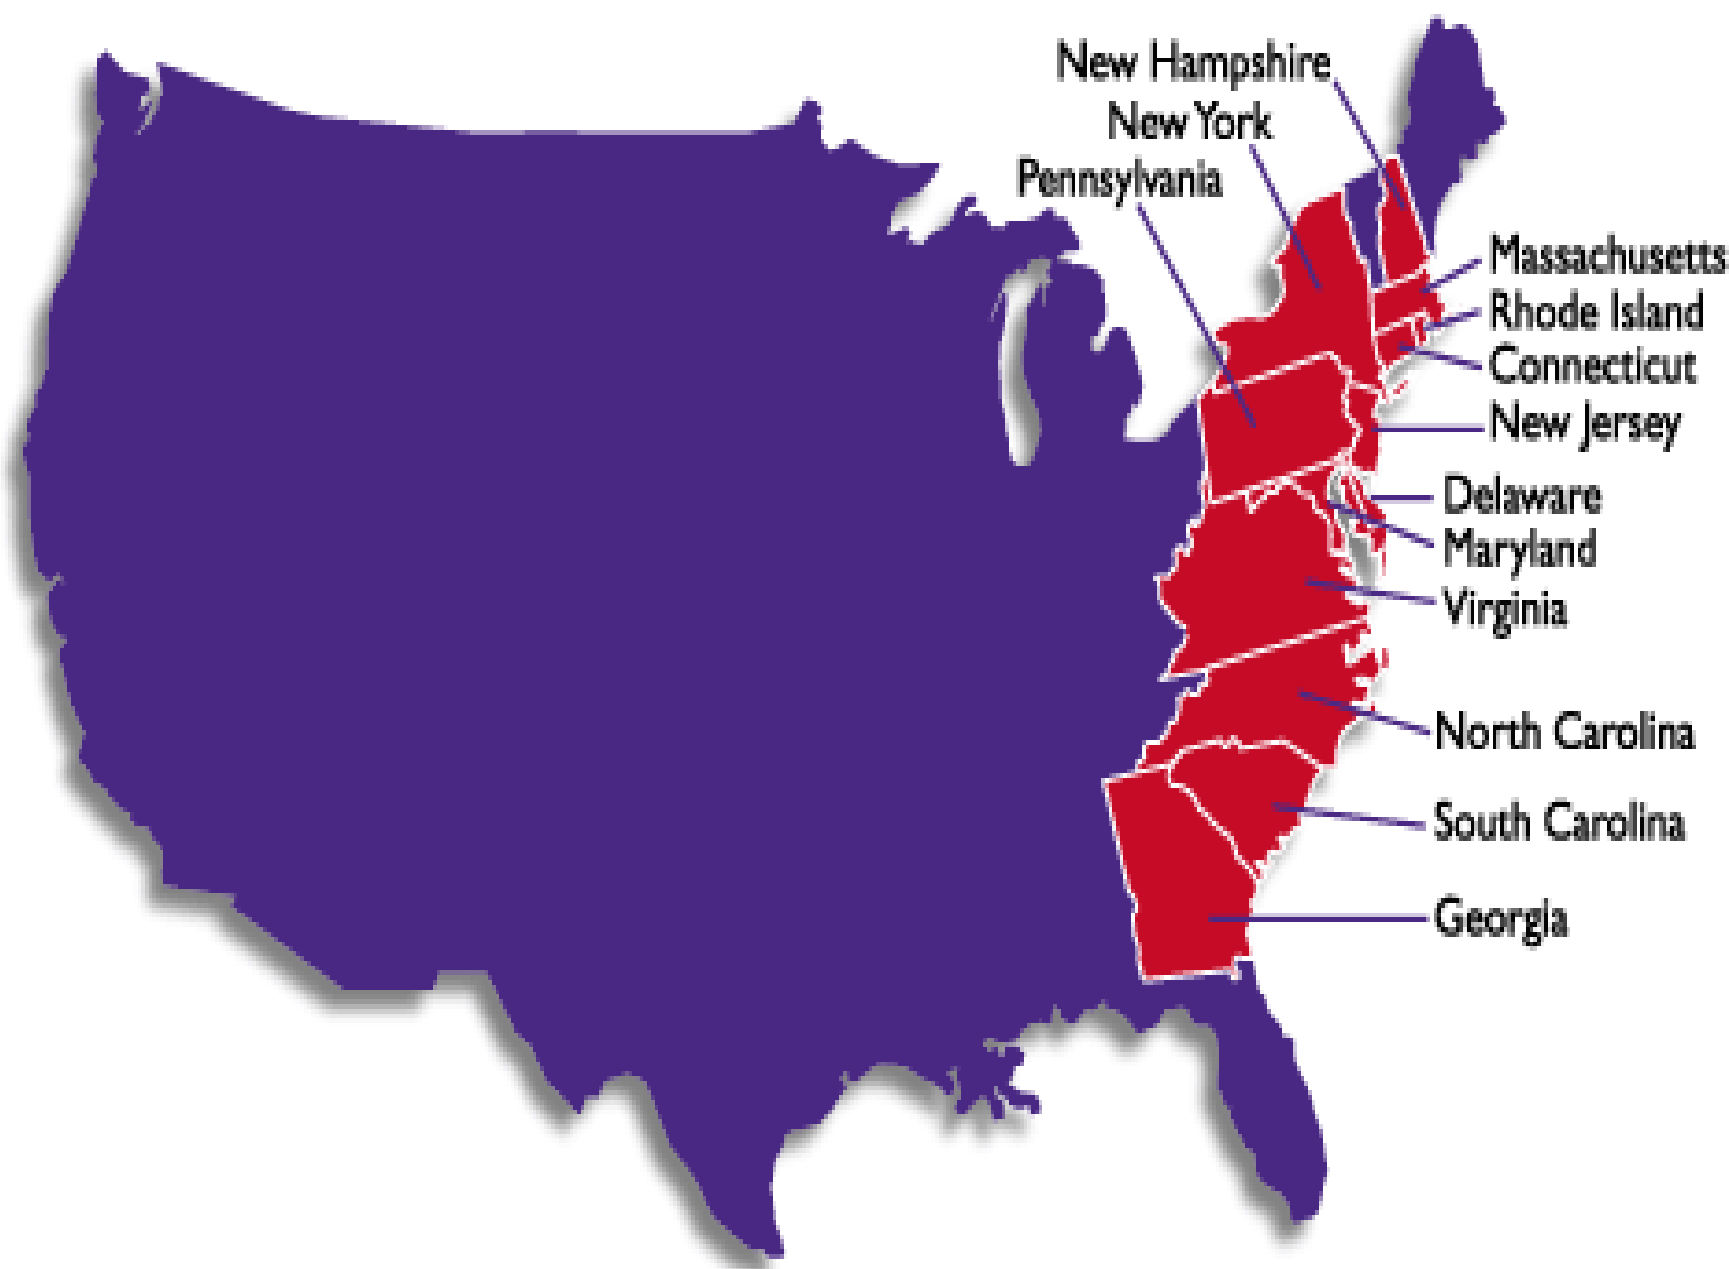 New Hampshire
New York
Pennsylvania
Massachusetts
Rhode Island
Connecticut
New Jersey
Delaware
Maryland
Virginia
North Carolina
South Carolina
Georgia